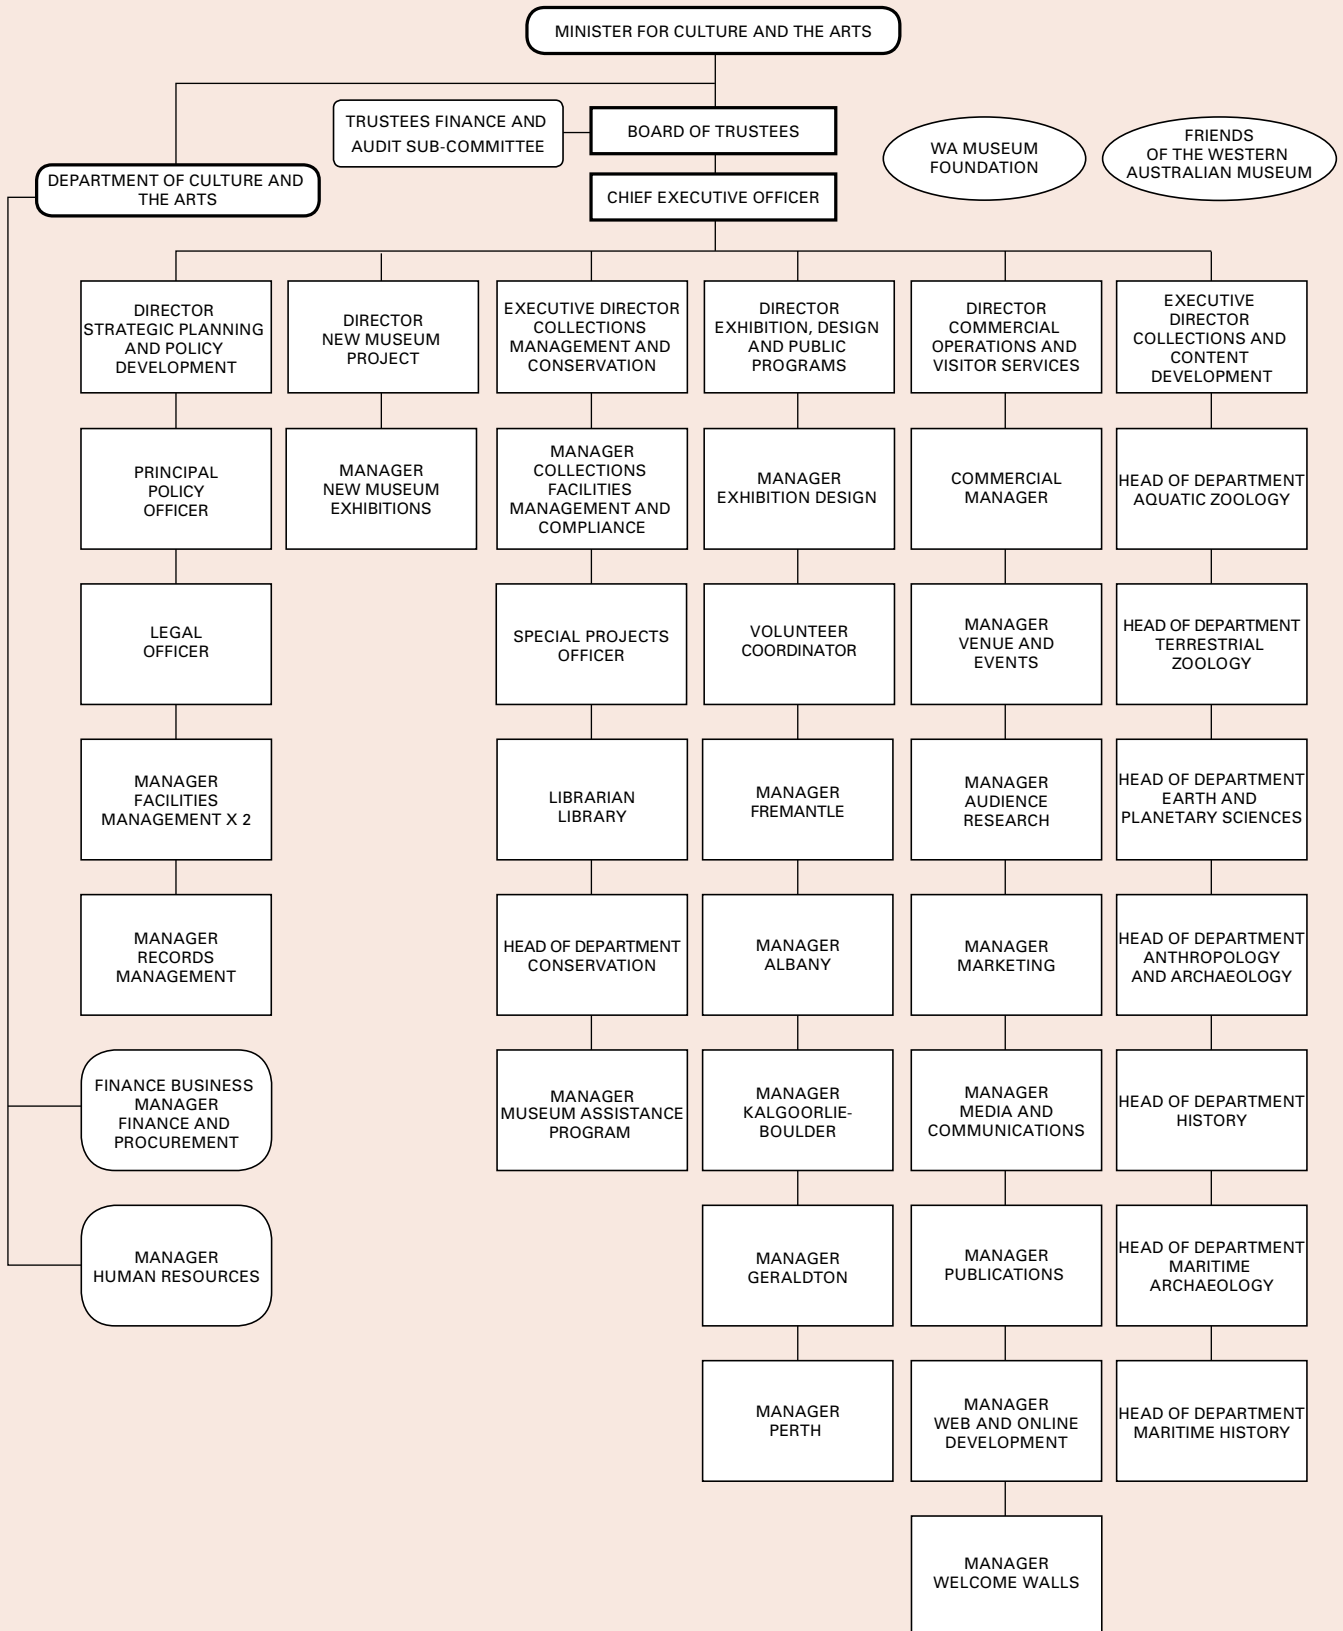 MINISTER FOR CULTURE AND THE ARTS
TRUSTEES FINANCE AND
AUDIT SUB-COMMITTEE
BOARD OF TRUSTEES
WA MUSEUM
FOUNDATION
FRIENDS
OF THE WESTERN
AUSTRALIAN MUSEUM
DEPARTMENT OF CULTURE AND
THE ARTS
CHIEF EXECUTIVE OFFICER
DIRECTOR
STRATEGIC PLANNING
AND POLICY
DEVELOPMENT
DIRECTOR
NEW MUSEUM
PROJECT
EXECUTIVE DIRECTOR
COLLECTIONS
MANAGEMENT AND
CONSERVATION
DIRECTOR
EXHIBITION, DESIGN
AND PUBLIC
PROGRAMS
DIRECTOR
COMMERCIAL
OPERATIONS AND
VISITOR SERVICES
EXECUTIVE
DIRECTOR
COLLECTIONS AND
CONTENT
DEVELOPMENT
PRINCIPAL
POLICY
OFFICER
MANAGER
NEW MUSEUM
EXHIBITIONS
MANAGER
COLLECTIONS
FACILITIES
MANAGEMENT AND
COMPLIANCE
MANAGER
EXHIBITION DESIGN
COMMERCIAL
MANAGER
HEAD OF DEPARTMENT
AQUATIC ZOOLOGY
LEGAL
OFFICER
SPECIAL PROJECTS
OFFICER
VOLUNTEER
COORDINATOR
MANAGER
VENUE AND
EVENTS
HEAD OF DEPARTMENT
TERRESTRIAL
ZOOLOGY
MANAGER
FACILITIES
MANAGEMENT X 2
LIBRARIAN
LIBRARY
MANAGER
FREMANTLE
MANAGER
AUDIENCE
RESEARCH
HEAD OF DEPARTMENT
EARTH AND
PLANETARY SCIENCES
MANAGER
RECORDS
MANAGEMENT
HEAD OF DEPARTMENT
CONSERVATION
MANAGER
ALBANY
MANAGER
MARKETING
HEAD OF DEPARTMENT
ANTHROPOLOGY
AND ARCHAEOLOGY
FINANCE BUSINESS
MANAGER
FINANCE AND
PROCUREMENT
MANAGER
MUSEUM ASSISTANCE
PROGRAM
MANAGER
KALGOORLIE-
BOULDER
MANAGER
MEDIA AND
COMMUNICATIONS
HEAD OF DEPARTMENT
HISTORY
MANAGER
HUMAN RESOURCES
MANAGER
GERALDTON
MANAGER
PUBLICATIONS
HEAD OF DEPARTMENT
MARITIME
ARCHAEOLOGY
MANAGER
PERTH
MANAGER
WEB AND ONLINE
DEVELOPMENT
HEAD OF DEPARTMENT
MARITIME HISTORY
MANAGER
WELCOME WALLS